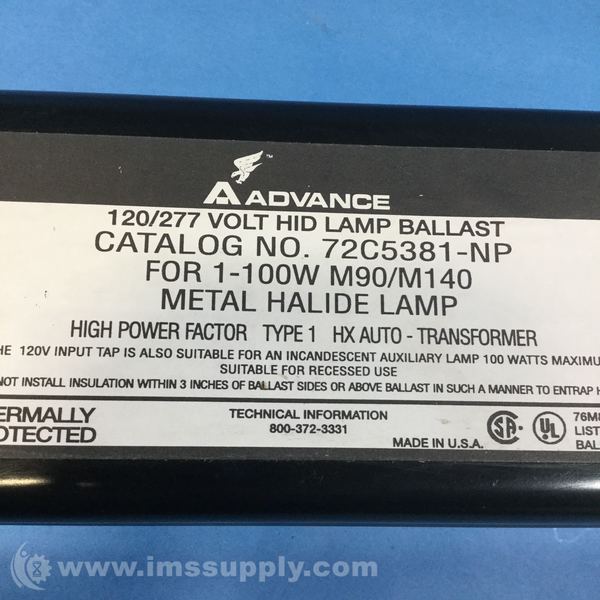 ADVANCE
120/277 VOLT HID LAMP BALLAST
CATALOG NO. 72C5381-NP
FOR 1-100W M90/M140
METAL HALIDE LAMP
HIGH POWER FACTOR TYPE 1 HX AUTO - TRANSFORMER
HE 120V INPUT TAP IS ALSO SUITABLE FOR AN INCANDESCENT AUXILIARY LAMP 100 WATTS MAXIMU
SUITABLE FOR RECESSED USE
NOT INSTALL INSULATION WITHIN 3 INCHES OF BALLAST SIDES OR ABOVE BALLAST IN SUCH A MANNER TO ENTRAP H
ERMALLY
OTECTED
TECHNICAL INFORMATION
800-372-3331
MADE IN U.S.A.
SA
UL
76M
LIST
BAL
© www.imssupply.com